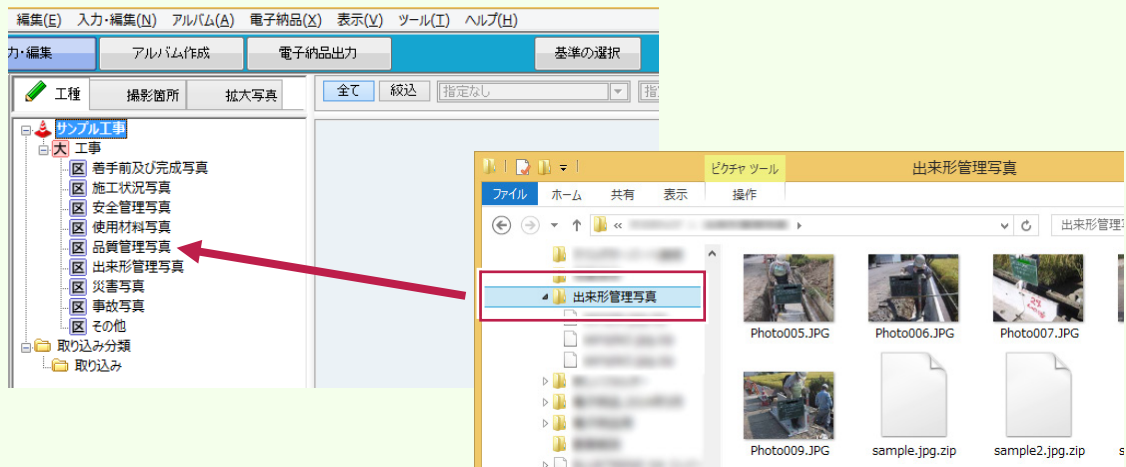 編集(E) 入力・編集(N) アルバム(A) 電子納品(X) 表示(V) ツール(T) ヘルプ(H)
力・編集 アルバム作成 電子納品出力 基準の選択
工種 撮影箇所 拡大写真 全て 絞込 指定なし 指
サンプル工事
大 工事
区 着手前及び完成写真
区 施工状況写真
区 安全管理写真
区 使用材料写真
区 品質管理写真
区 出来形管理写真
区 災害写真
区 事故写真
区 その他
取り込み分類
取り込み
ピクチャ ツール 出来形管理写真
ファイル ホーム 共有 表示 操作
« 出来形管理
出来形管理写真
Photo005.JPG Photo006.JPG Photo007.JPG
Photo009.JPG sample.jpg.zip sample2.jpg.zip s